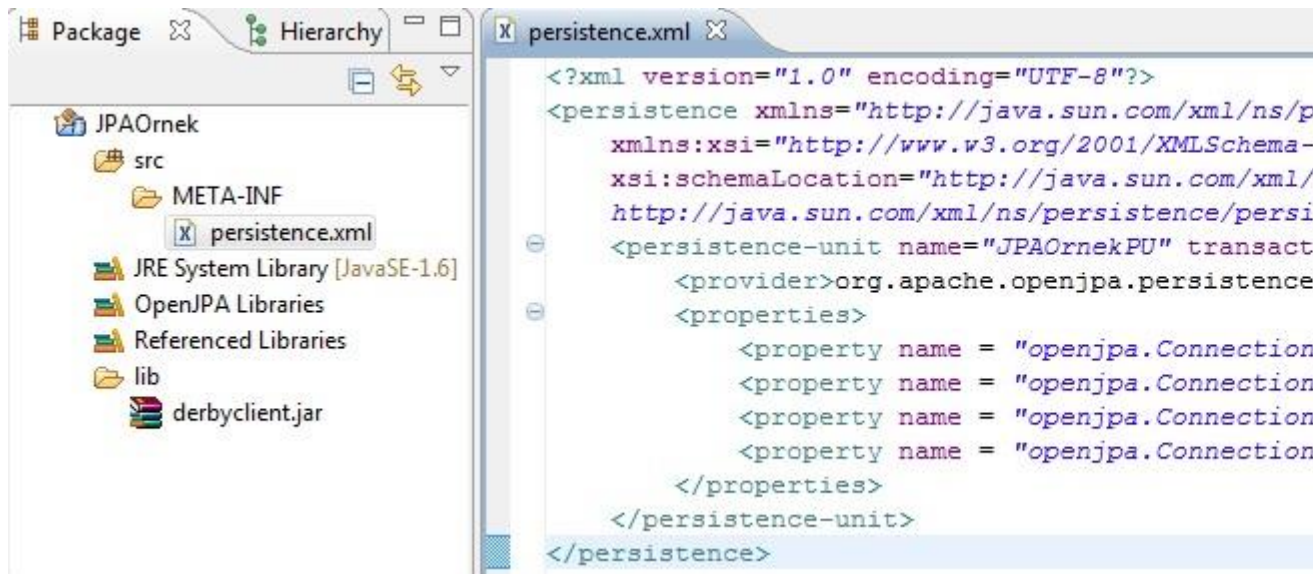 Package
Hierarchy
JPAOrnek
src
META-INF
persistence.xml
JRE System Library [JavaSE-1.6]
OpenJPA Libraries
Referenced Libraries
lib
derbyclient.jar
persistence.xml
<?xml version="1.0" encoding="UTF-8"?>
<persistence xmlns="http://java.sun.com/xml/ns/p
xmlns:xsi="http://www.w3.org/2001/XMLSchema-
xsi:schemaLocation="http://java.sun.com/xml/
http://java.sun.com/xml/ns/persistence/persi
<persistence-unit name="JPAOrnekPU" transact
<provider>org.apache.openjpa.persistence
<properties>
<property name = "openjpa.Connection
<property name = "openjpa.Connection
<property name = "openjpa.Connection
<property name = "openjpa.Connection
</properties>
</persistence-unit>
</persistence>